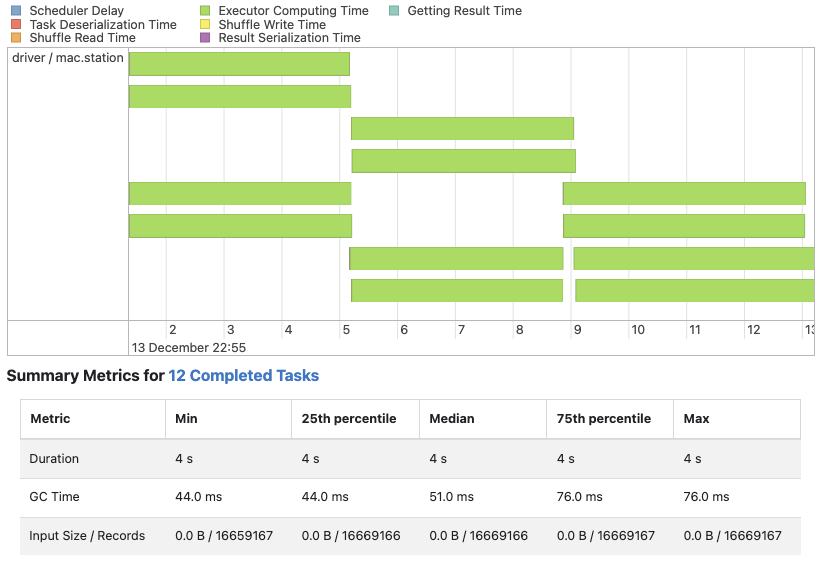 Scheduler Delay
Executor Computing Time
Getting Result Time
Task Deserialization Time
Shuffle Write Time
Shuffle Read Time
Result Serialization Time
driver / mac.station
2 3 4 5 6 7 8 9 10 11 12 13
13 December 22:55
Summary Metrics for 12 Completed Tasks
Metric Min 25th percentile Median 75th percentile Max
Duration 4 s 4 s 4 s 4 s 4 s
GC Time 44.0 ms 44.0 ms 51.0 ms 76.0 ms 76.0 ms
Input Size / Records 0.0 B / 16659167 0.0 B / 16669166 0.0 B / 16669166 0.0 B / 16669167 0.0 B / 16669167